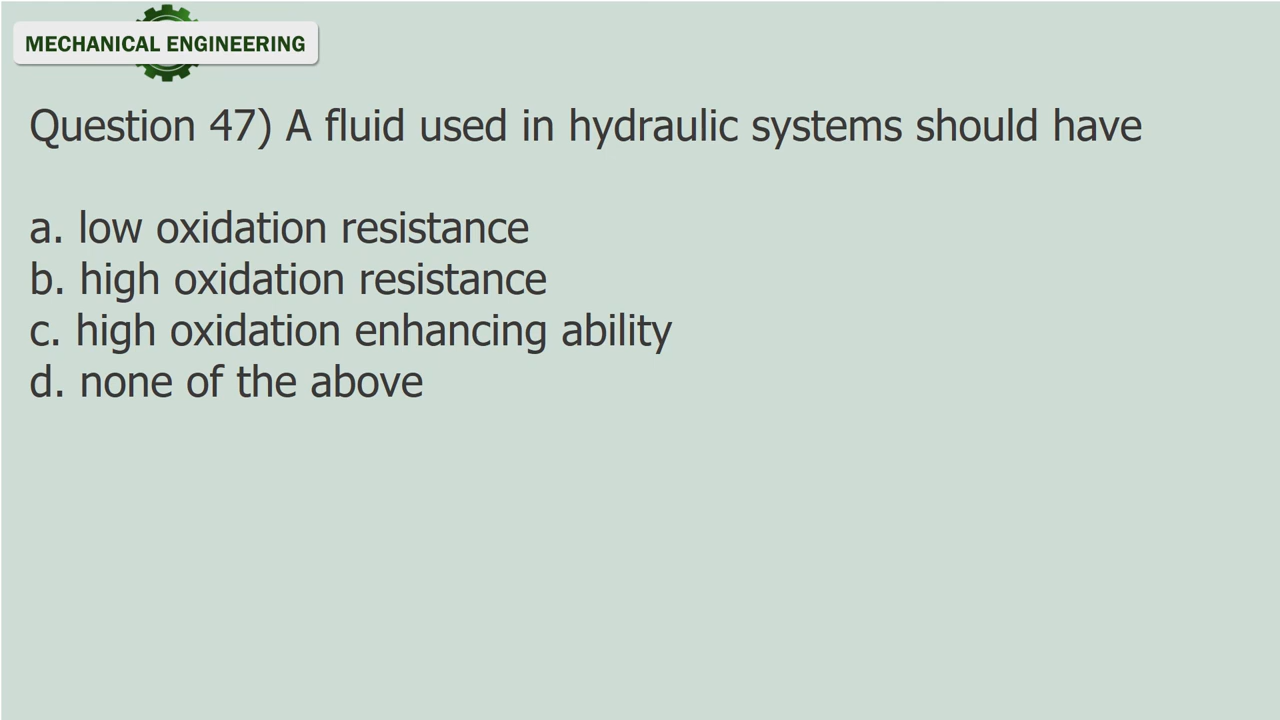 MECHANICAL ENGINEERING
Question 47) A fluid used in hydraulic systems should have
a. low oxidation resistance
b. high oxidation resistance
c. high oxidation enhancing ability
d. none of the above